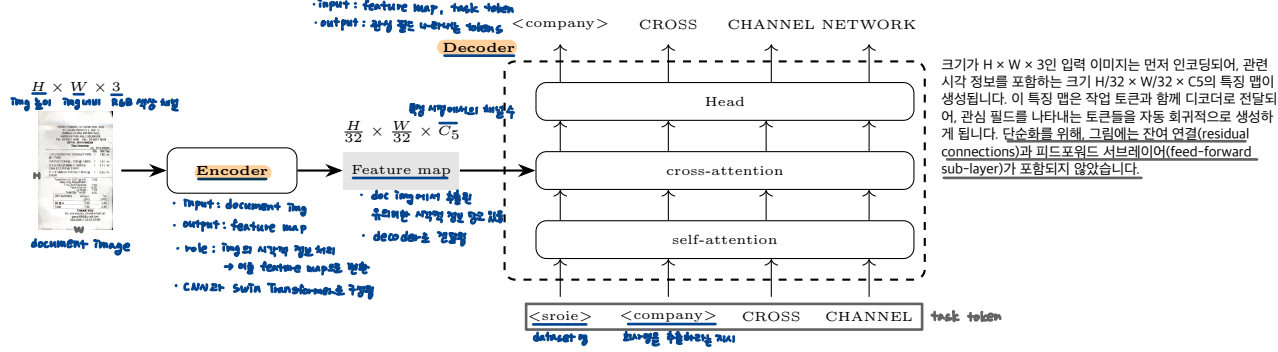 · input : feature map, task token
· output : 관심 필드 나타내는 tokens
<company> CROSS CHANNEL NETWORK
Decoder
H × W × 3
img 높이 img 너비 RGB 색상 채널
특정 시점에서의 채널 수
H/32 × W/32 × C5
Head
Encoder
Feature map
cross-attention
self-attention
H
W
document image
· input : document img
· output : feature map
· role : img의 시각적 정보 처리
→ 이를 feature map으로 변환
· CNN과 Swin Transformer로 구성됨
· doc img에서 추출된
유의미한 시각적 정보 담고 있음
· decoder로 전달됨
<sroie> <company> CROSS CHANNEL
task token
dataset 명
회사명을 추출하라는 지시
크기가 H × W × 3인 입력 이미지는 먼저 인코딩되어, 관련
시각 정보를 포함하는 크기 H/32 × W/32 × C5의 특징 맵이
생성됩니다. 이 특징 맵은 작업 토큰과 함께 디코더로 전달되
어, 관심 필드를 나타내는 토큰들을 자동 회귀적으로 생성하
게 됩니다. 단순화를 위해, 그림에는 잔여 연결(residual
connections)과 피드포워드 서브레이어(feed-forward
sub-layer)가 포함되지 않았습니다.